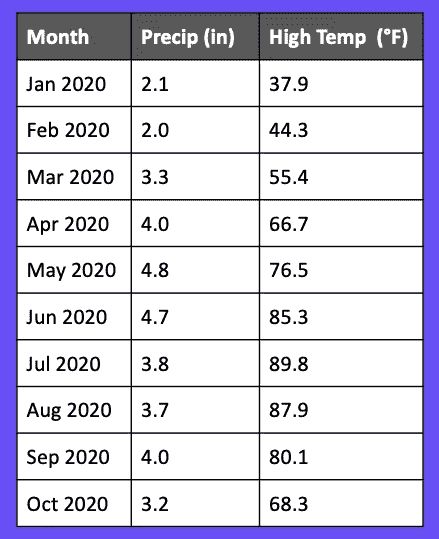 Month Precip (in) High Temp (°F)
Jan 2020 2.1 37.9
Feb 2020 2.0 44.3
Mar 2020 3.3 55.4
Apr 2020 4.0 66.7
May 2020 4.8 76.5
Jun 2020 4.7 85.3
Jul 2020 3.8 89.8
Aug 2020 3.7 87.9
Sep 2020 4.0 80.1
Oct 2020 3.2 68.3